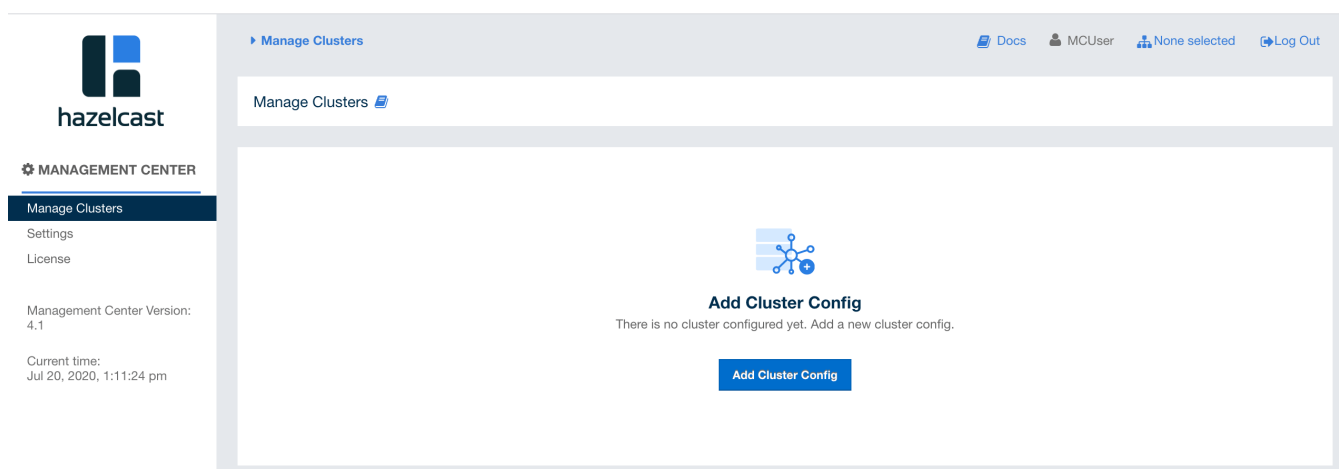 hazelcast
MANAGEMENT CENTER
Manage Clusters
Settings
License
Management Center Version:
4.1
Current time:
Jul 20, 2020, 1:11:24 pm
Manage Clusters
Docs
MCUser
None selected
Log Out
Manage Clusters
Add Cluster Config
There is no cluster configured yet. Add a new cluster config.
Add Cluster Config